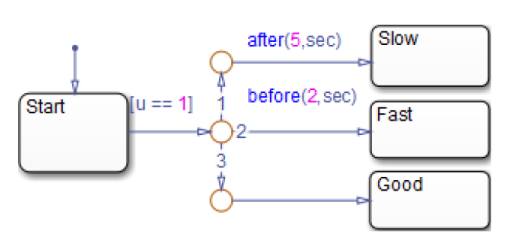 after(5,sec)
Slow
Start
[u == 1]
1
before(2,sec)
Fast
2
3
Good